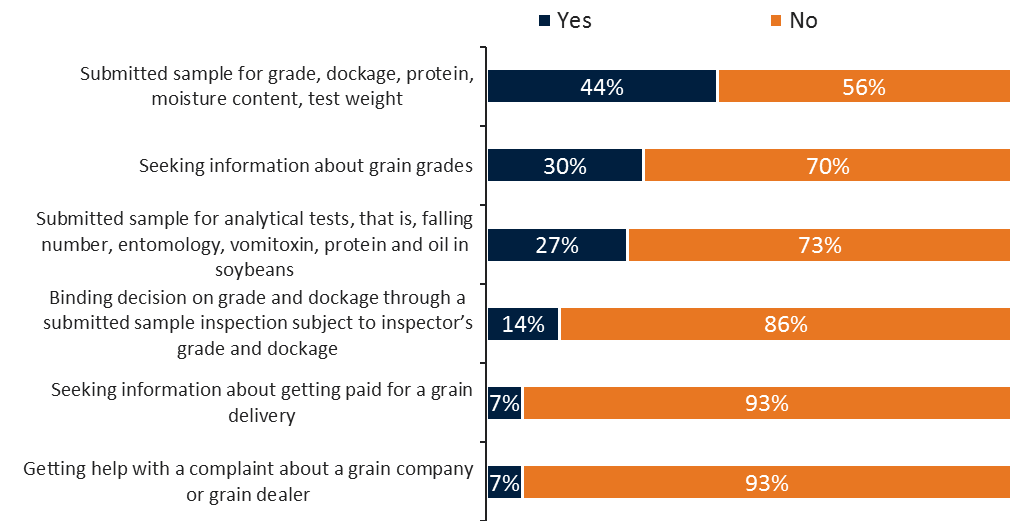 Yes No
Submitted sample for grade, dockage, protein,
moisture content, test weight
44% 56%
Seeking information about grain grades
30% 70%
Submitted sample for analytical tests, that is, falling
number, entomology, vomitoxin, protein and oil in
soybeans
27% 73%
Binding decision on grade and dockage through a
submitted sample inspection subject to inspector’s
grade and dockage
14% 86%
Seeking information about getting paid for a grain
delivery
7% 93%
Getting help with a complaint about a grain company
or grain dealer
7% 93%